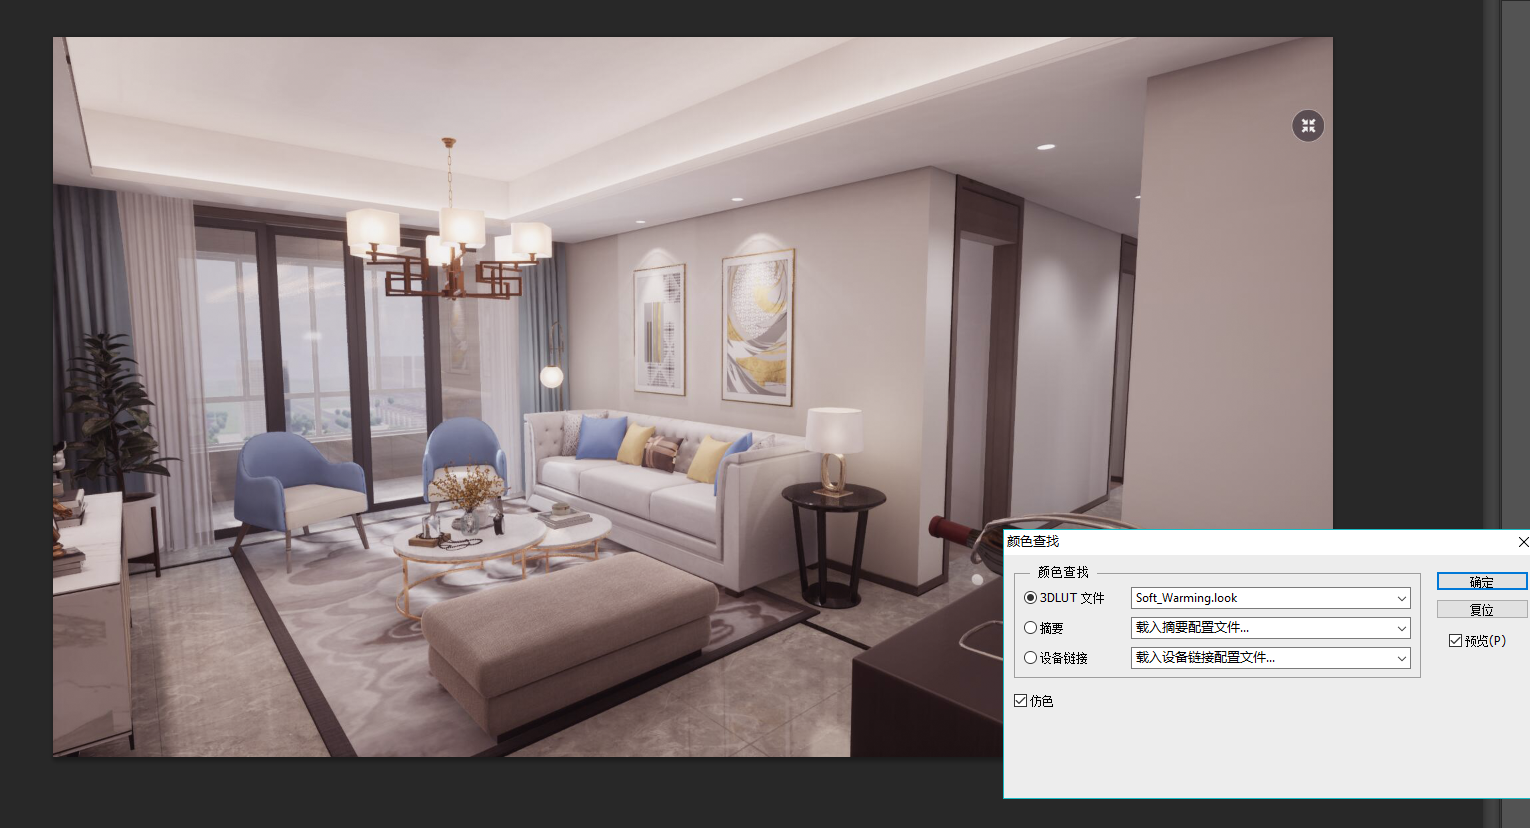 颜色查找
颜色查找
3DLUT 文件
Soft_Warming.look
摘要
载入摘要配置文件...
设备链接
载入设备链接配置文件...
仿色
确定
复位
预览(P)